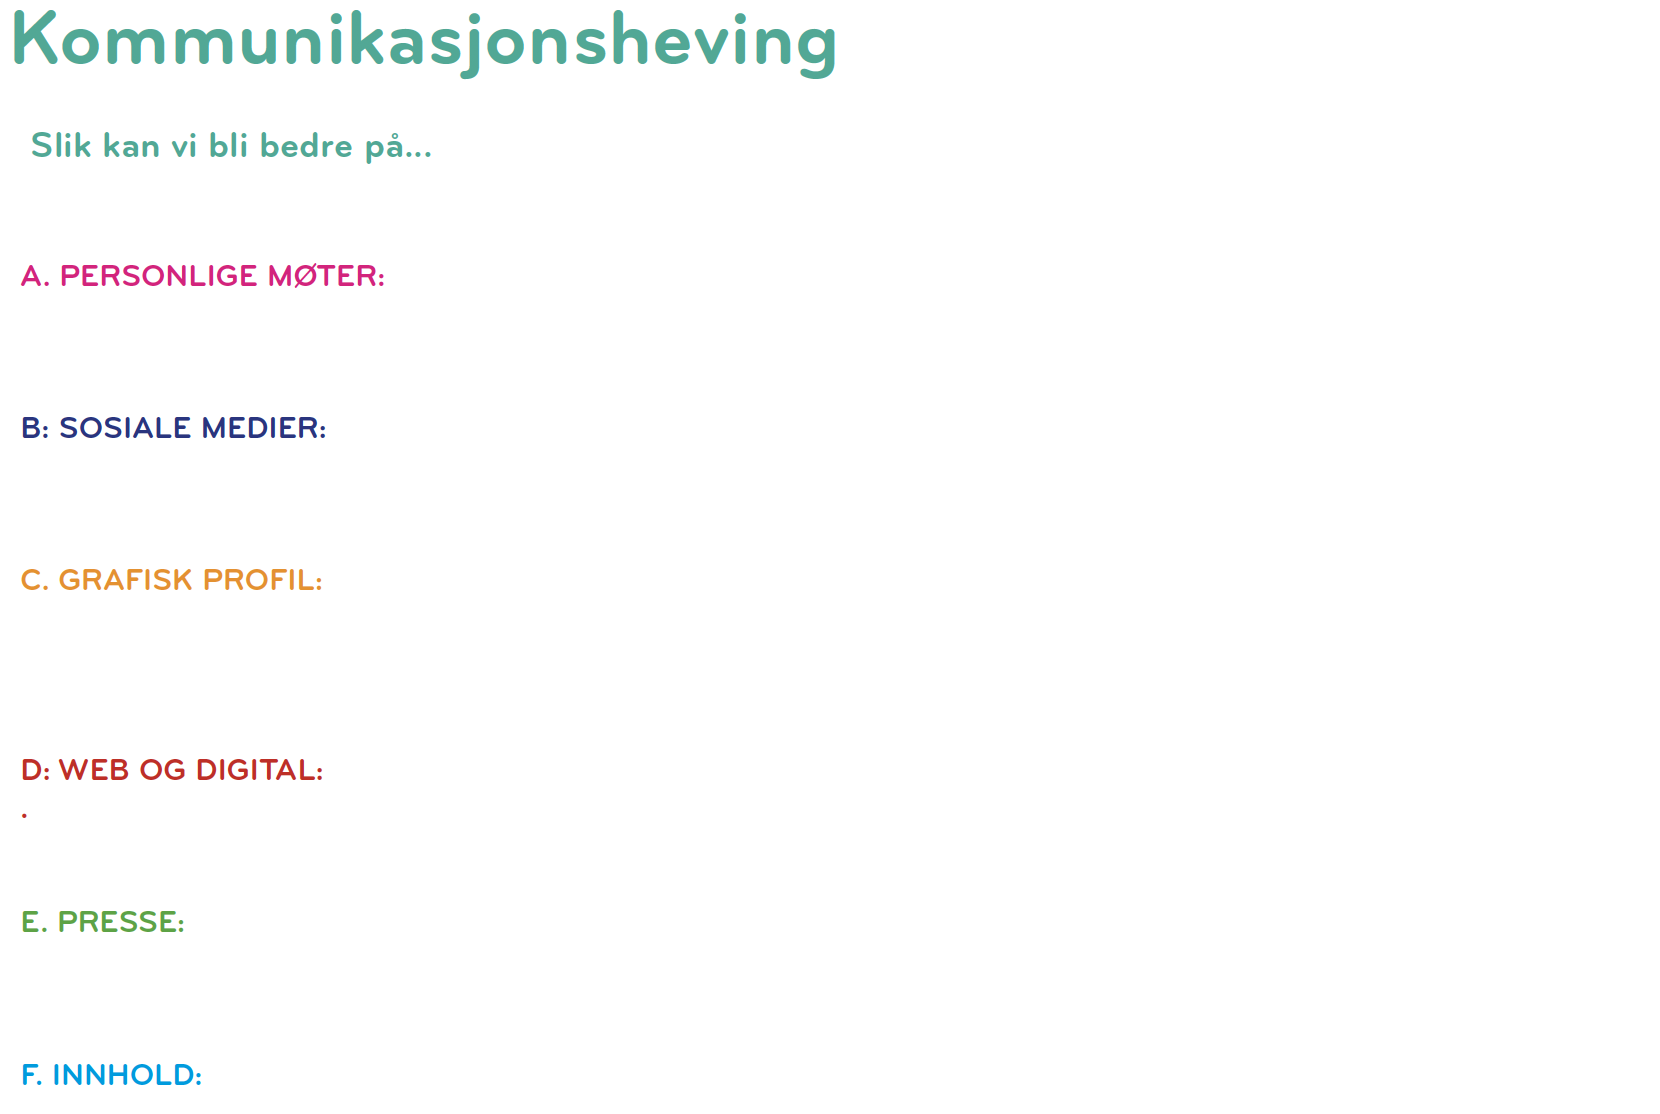 Kommunikasjonsheving
Slik kan vi bli bedre på...
A. PERSONLIGE MØTER:
B: SOSIALE MEDIER:
C. GRAFISK PROFIL:
D: WEB OG DIGITAL:
.
E. PRESSE:
F. INNHOLD: